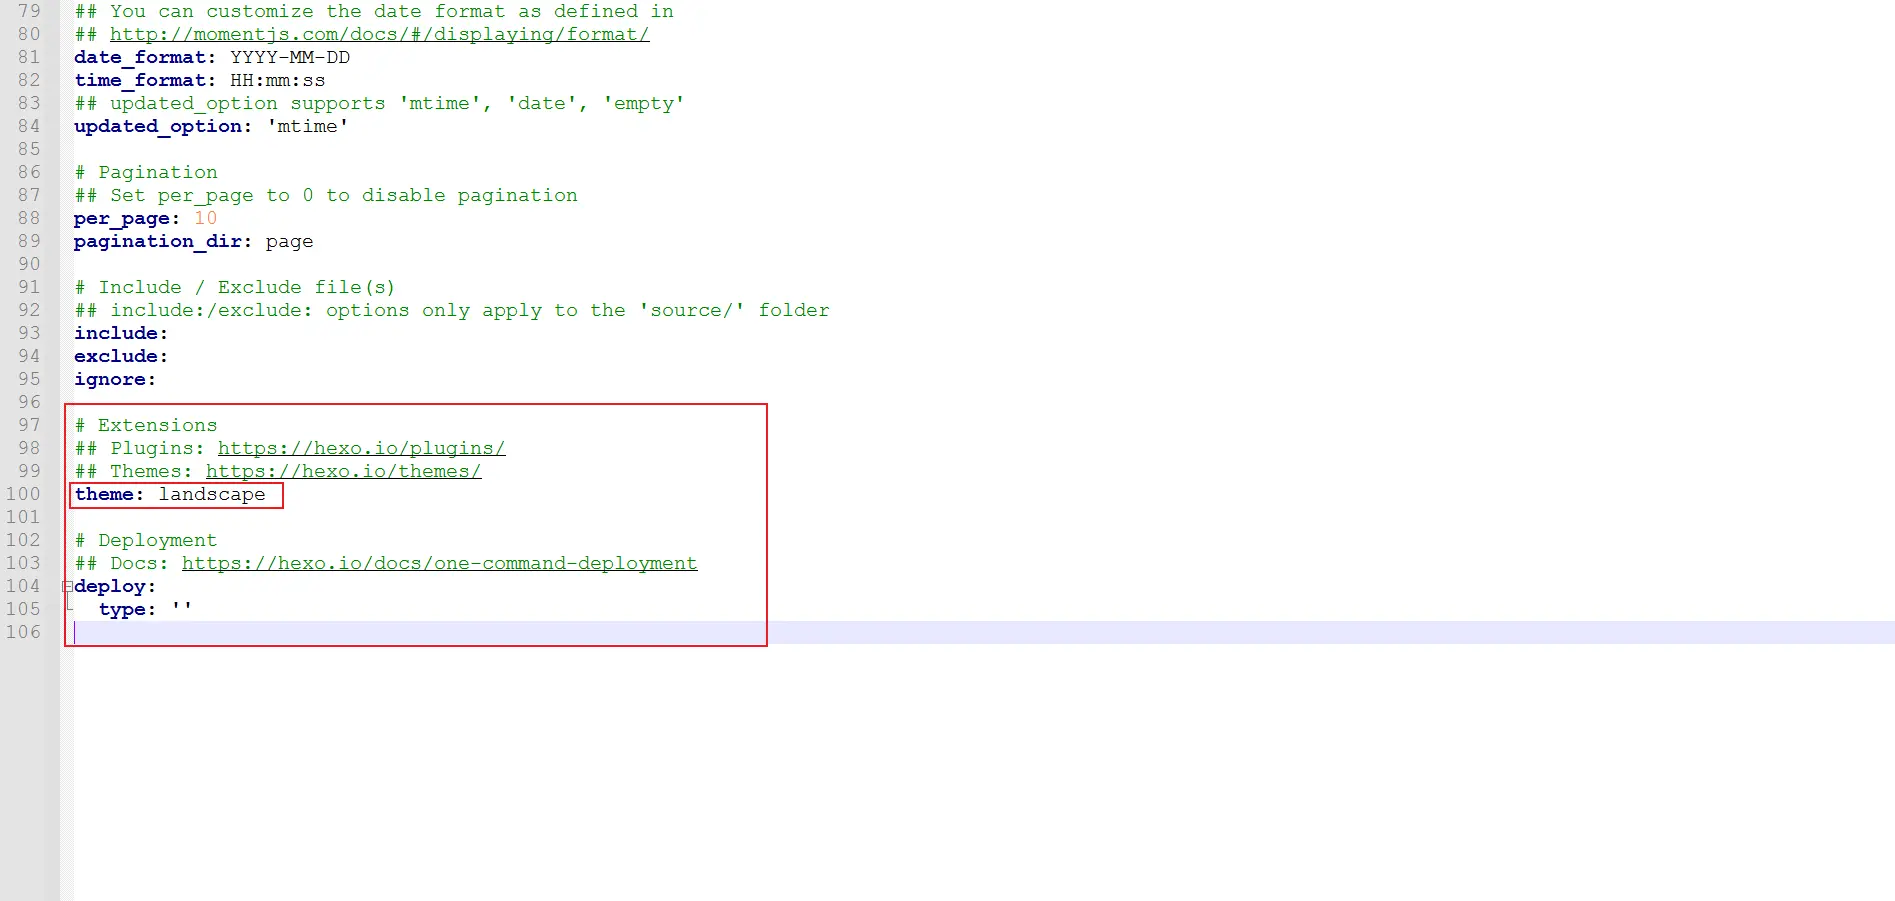 79 ## You can customize the date format as defined in
80 ## http://momentjs.com/docs/#/displaying/format/
81 date_format: YYYY-MM-DD
82 time_format: HH:mm:ss
83 ## updated_option supports 'mtime', 'date', 'empty'
84 updated_option: 'mtime'
85
86 # Pagination
87 ## Set per_page to 0 to disable pagination
88 per_page: 10
89 pagination_dir: page
90
91 # Include / Exclude file(s)
92 ## include:/exclude: options only apply to the 'source/' folder
93 include:
94 exclude:
95 ignore:
96
97 # Extensions
98 ## Plugins: https://hexo.io/plugins/
99 ## Themes: https://hexo.io/themes/
100 theme: landscape
101
102 # Deployment
103 ## Docs: https://hexo.io/docs/one-command-deployment
104 deploy:
105   type: ''
106